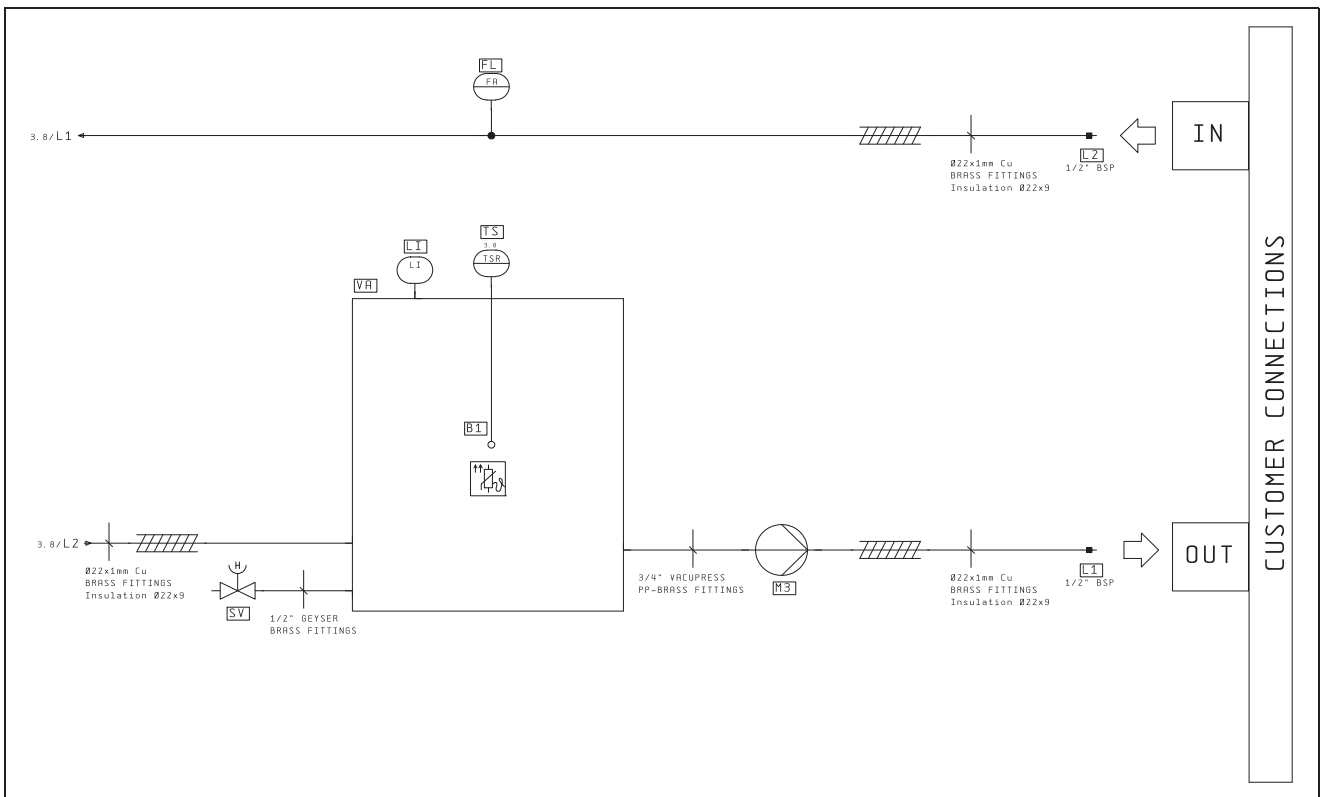 FL
FA
3.8/L1
IN
L2
1/2" BSP
Ø22x1mm Cu
BRASS FITTINGS
Insulation Ø22x9
CUSTOMER CONNECTIONS
LI
LI
TS
3.8
TSR
VA
B1
3.8/L2
Ø22x1mm Cu
BRASS FITTINGS
Insulation Ø22x9
H
SV
1/2" GEYSER
BRASS FITTINGS
3/4" VACUPRESS
PP-BRASS FITTINGS
M3
Ø22x1mm Cu
BRASS FITTINGS
Insulation Ø22x9
L1
1/2" BSP
OUT